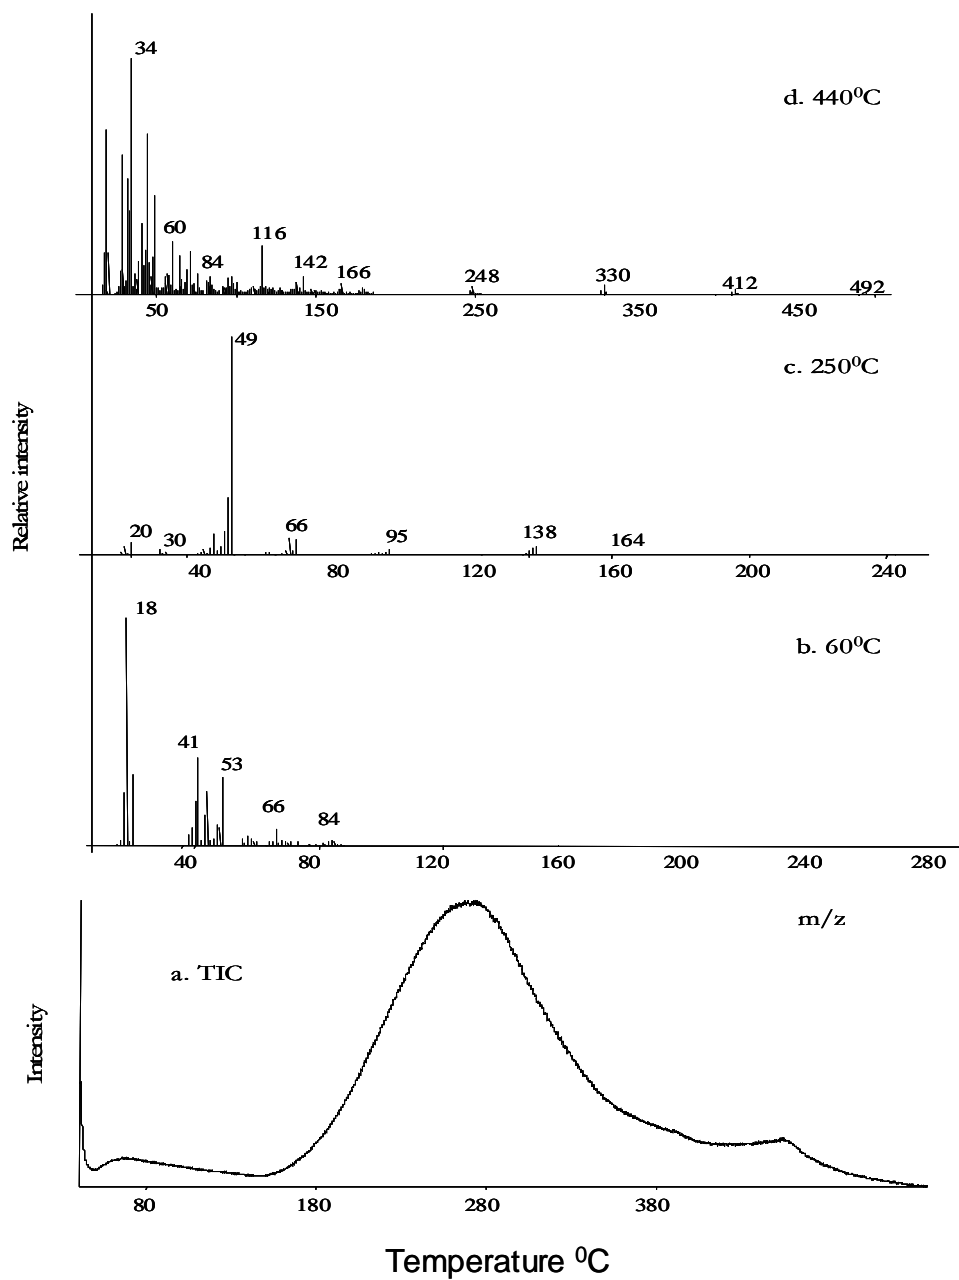 34
d. 440⁰C
60
116
84
142
166
248
330
412
492
50 150 250 350 450
49
c. 250⁰C
Relative intensity
20
30
66
95
138
164
40 80 120 160 200 240
18
b. 60⁰C
41
53
66
84
40 80 120 160 200 240 280
m/z
a. TIC
Intensity
80 180 280 380
Temperature ⁰C